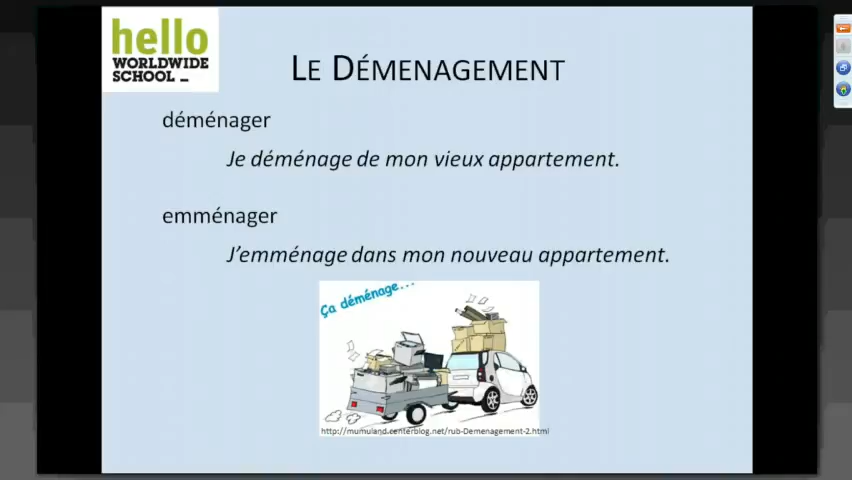 hello
WORLDWIDE
SCHOOL ...
LE DÉMENAGEMENT
déménager
Je déménage de mon vieux appartement.
emménager
J'emménage dans mon nouveau appartement.
Ça déménage...
http://mumuland.centerblog.net/rub-Demenagement-2.html